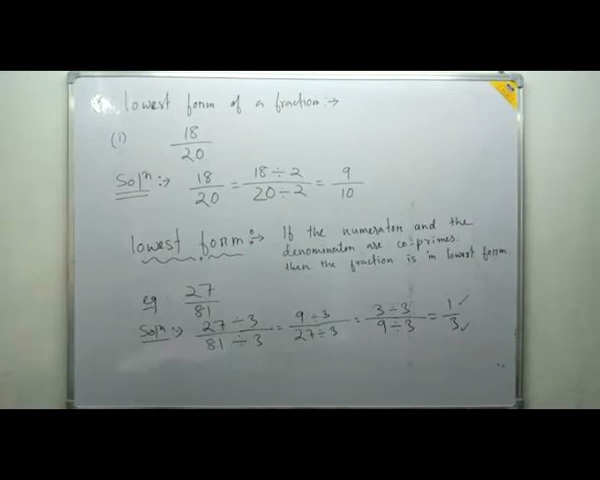 lowest form of a fraction :→
(i) 18/20
Solⁿ :→ 18/20 = 18÷2/20÷2 = 9/10
lowest form :→ If the numerator and the
denominator are co-primes.
then the fraction is in lowest form.
eg 27/81
Solⁿ :→ 27÷3/81÷3 = 9÷3/27÷3 = 3÷3/9÷3 = 1/3